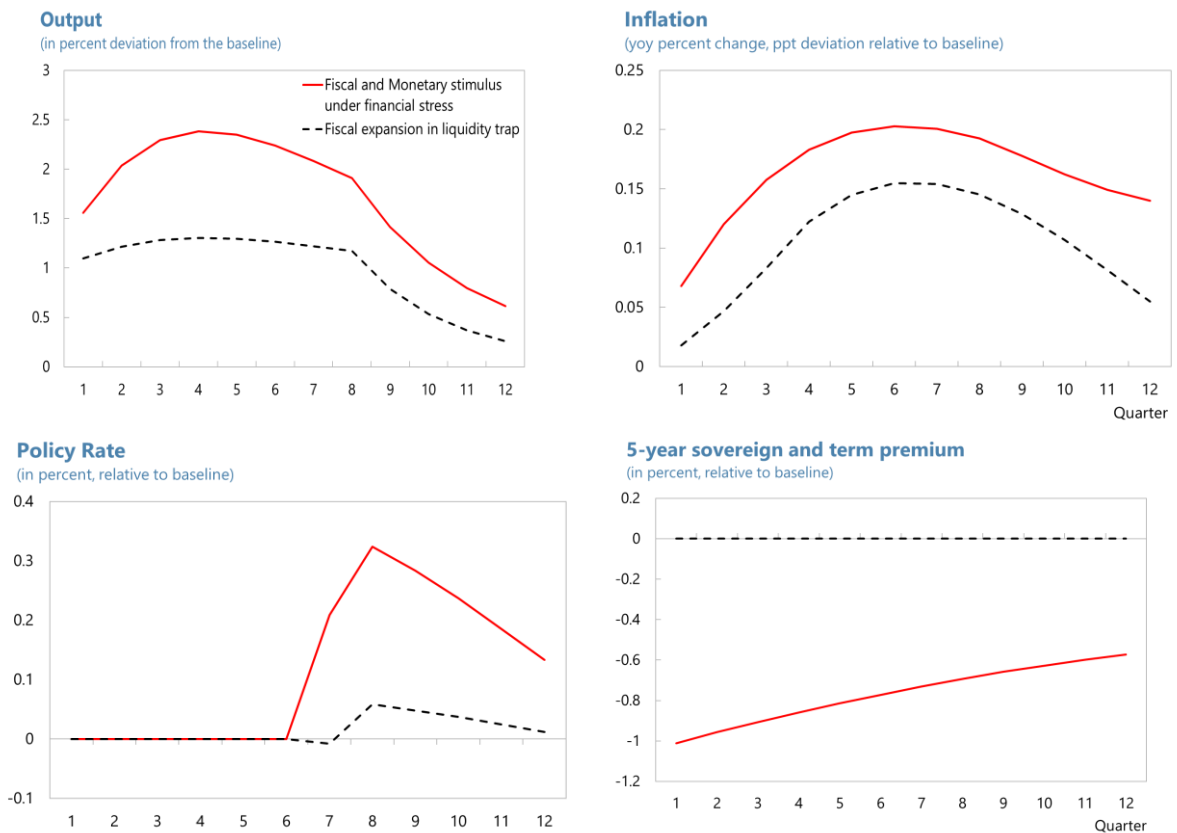 Output
(in percent deviation from the baseline)
3
2.5
2
1.5
1
0.5
0
Fiscal and Monetary stimulus
under financial stress
Fiscal expansion in liquidity trap
1 2 3 4 5 6 7 8 9 10 11 12
Inflation
(yoy percent change, ppt deviation relative to baseline)
0.25
0.2
0.15
0.1
0.05
0
1 2 3 4 5 6 7 8 9 10 11 12
Quarter
Policy Rate
(in percent, relative to baseline)
0.4
0.3
0.2
0.1
0
-0.1
1 2 3 4 5 6 7 8 9 10 11 12
5-year sovereign and term premium
(in percent, relative to baseline)
0.2
0
-0.2
-0.4
-0.6
-0.8
-1
-1.2
1 2 3 4 5 6 7 8 9 10 11 12
Quarter